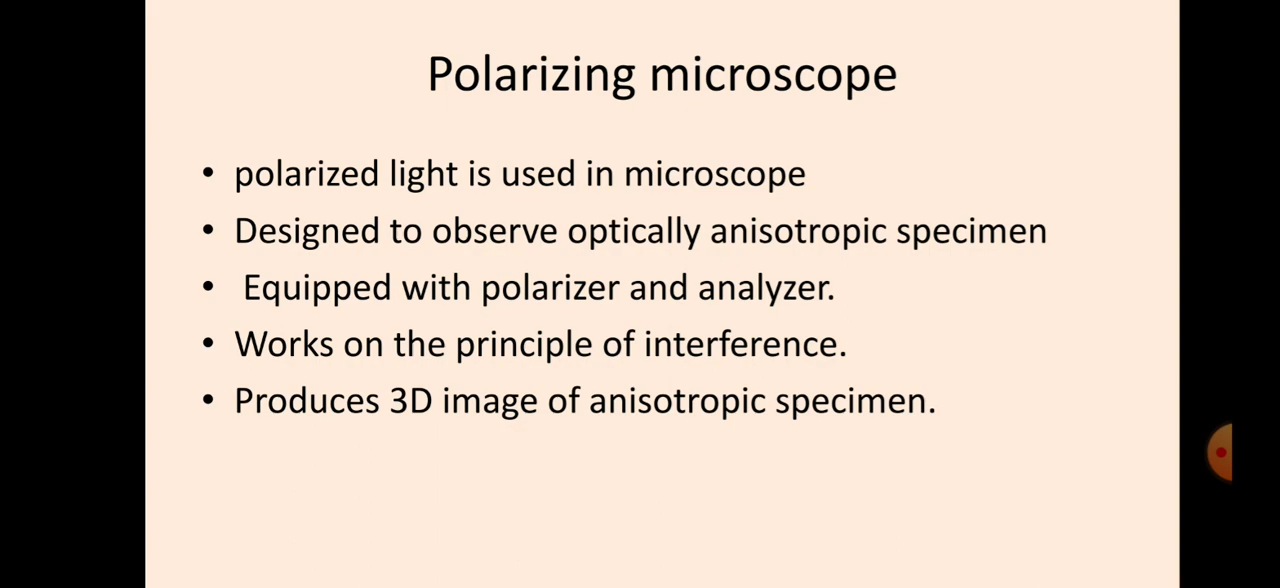 Polarizing microscope
• polarized light is used in microscope
• Designed to observe optically anisotropic specimen
• Equipped with polarizer and analyzer.
• Works on the principle of interference.
• Produces 3D image of anisotropic specimen.